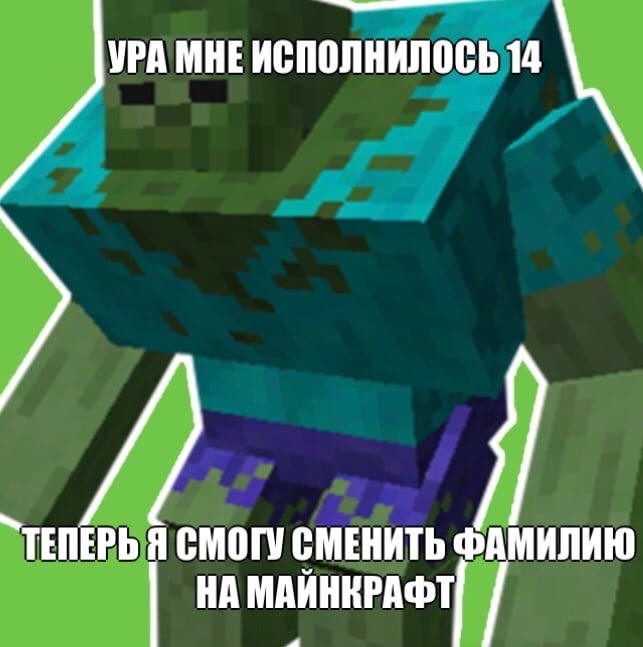 УРА МНЕ ИСПОЛНИЛОСЬ 14
ТЕПЕРЬ Я СМОГУ СМЕНИТЬ ФАМИЛИЮ
НА МАЙНКРАФТ